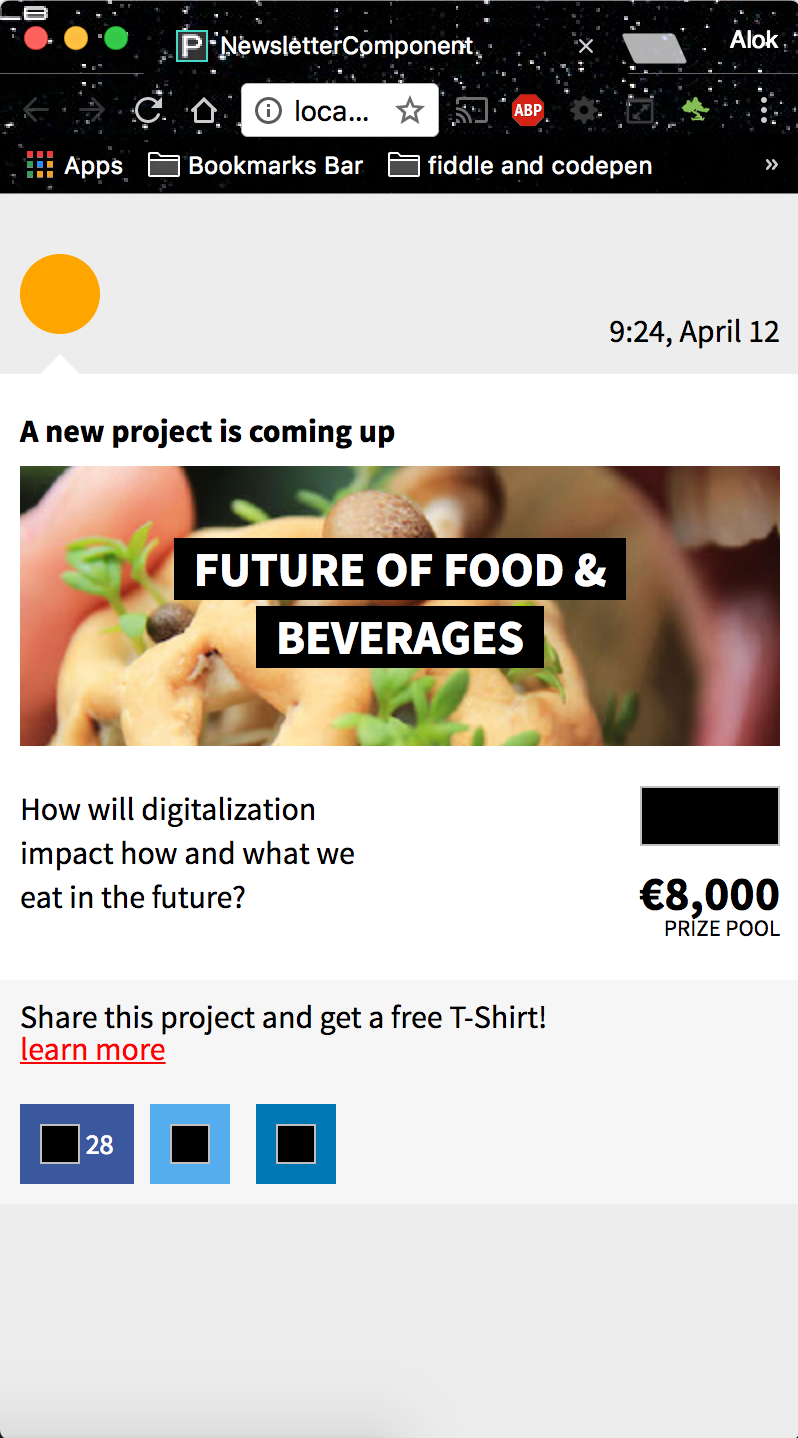 NewsletterComponent
Alok
loca...
ABP
Apps
Bookmarks Bar
fiddle and codepen
»
9:24, April 12
A new project is coming up
FUTURE OF FOOD &
BEVERAGES
How will digitalization
impact how and what we
eat in the future?
€8,000
PRIZE POOL
Share this project and get a free T-Shirt!
learn more
28